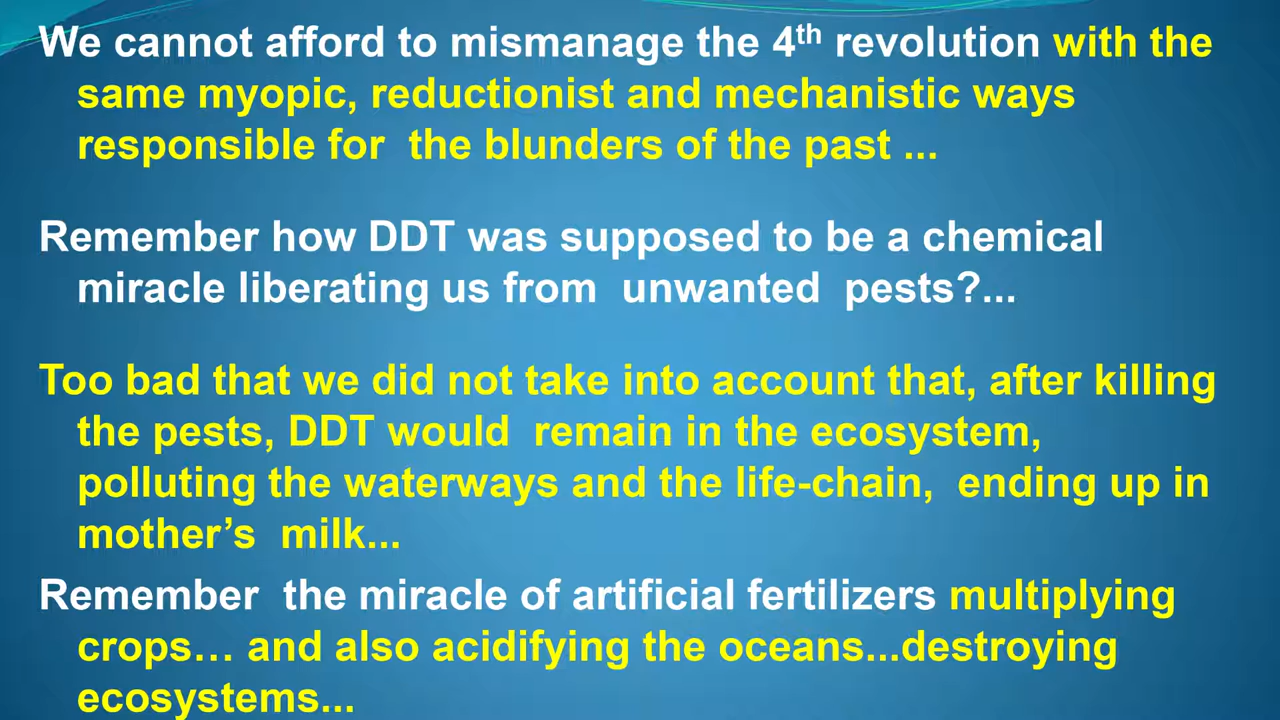 We cannot afford to mismanage the 4th revolution with the
same myopic, reductionist and mechanistic ways
responsible for the blunders of the past ...
Remember how DDT was supposed to be a chemical
miracle liberating us from unwanted pests?...
Too bad that we did not take into account that, after killing
the pests, DDT would remain in the ecosystem,
polluting the waterways and the life-chain, ending up in
mother’s milk...
Remember the miracle of artificial fertilizers multiplying
crops… and also acidifying the oceans...destroying
ecosystems...